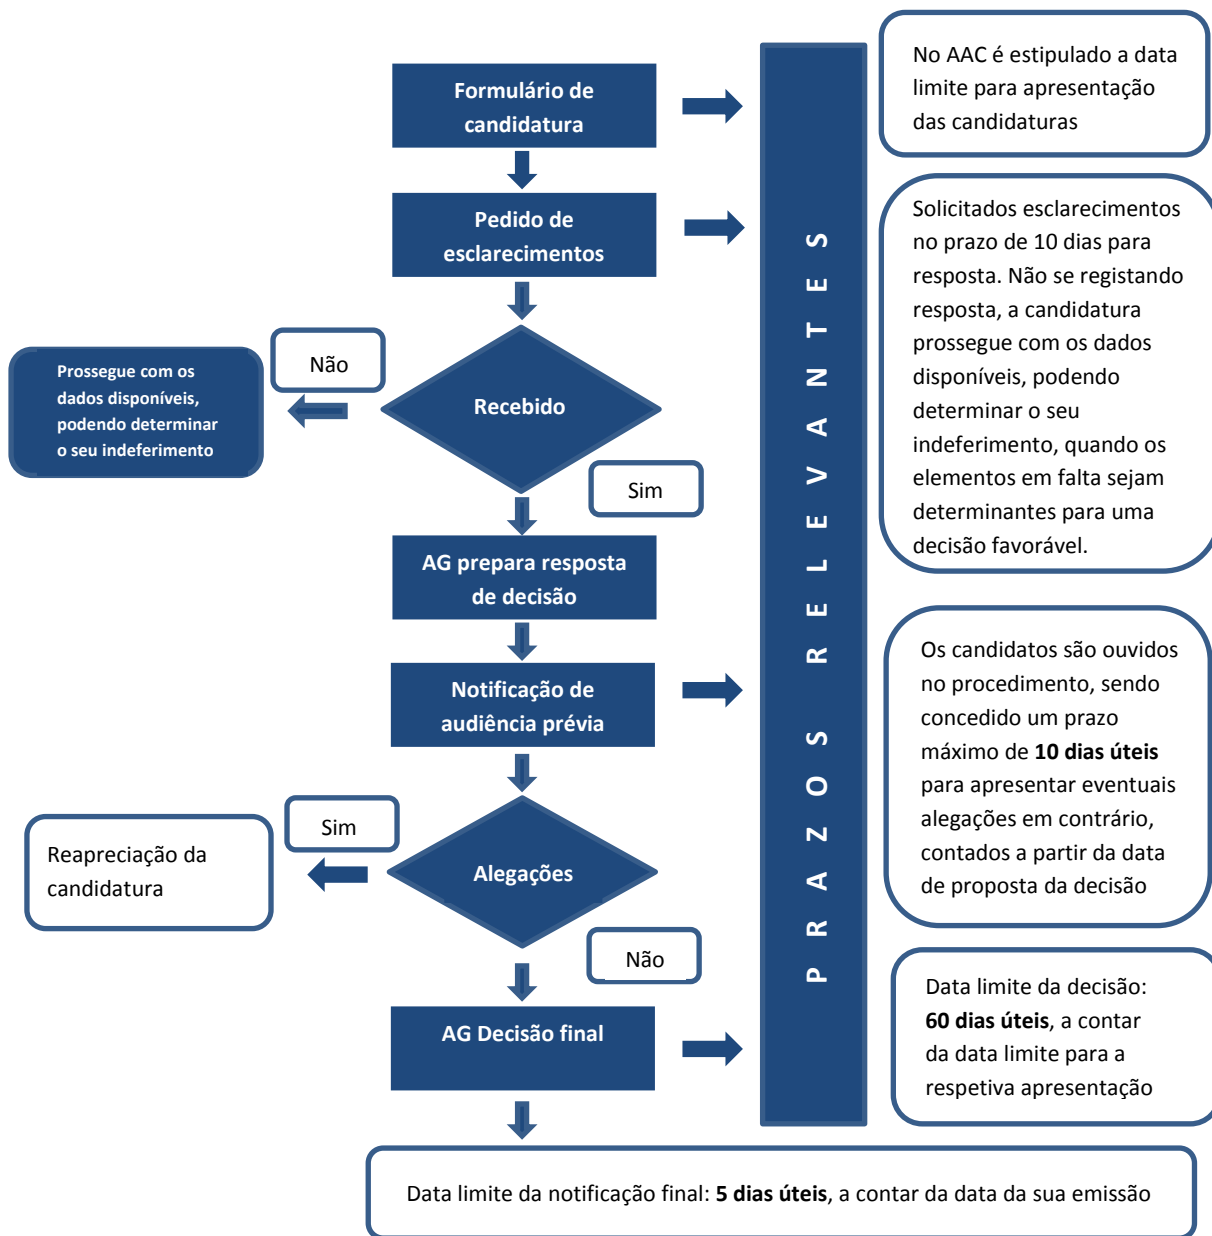 Formulário de
candidatura
No AAC é estipulado a data
limite para apresentação
das candidaturas
Pedido de
esclarecimentos
Solicitados esclarecimentos
no prazo de 10 dias para
resposta. Não se registando
resposta, a candidatura
prossegue com os dados
disponíveis, podendo
determinar o seu
indeferimento, quando os
elementos em falta sejam
determinantes para uma
decisão favorável.
PRAZOS RELEVANTES
Não
Prossegue com os
dados disponíveis,
podendo determinar
o seu indeferimento
Recebido
Sim
AG prepara resposta
de decisão
Notificação de
audiência prévia
Os candidatos são ouvidos
no procedimento, sendo
concedido um prazo
máximo de 10 dias úteis
para apresentar eventuais
alegações em contrário,
contados a partir da data
de proposta da decisão
Sim
Reapreciação da
candidatura
Alegações
Não
AG Decisão final
Data limite da decisão:
60 dias úteis, a contar
da data limite para a
respetiva apresentação
Data limite da notificação final: 5 dias úteis, a contar da data da sua emissão